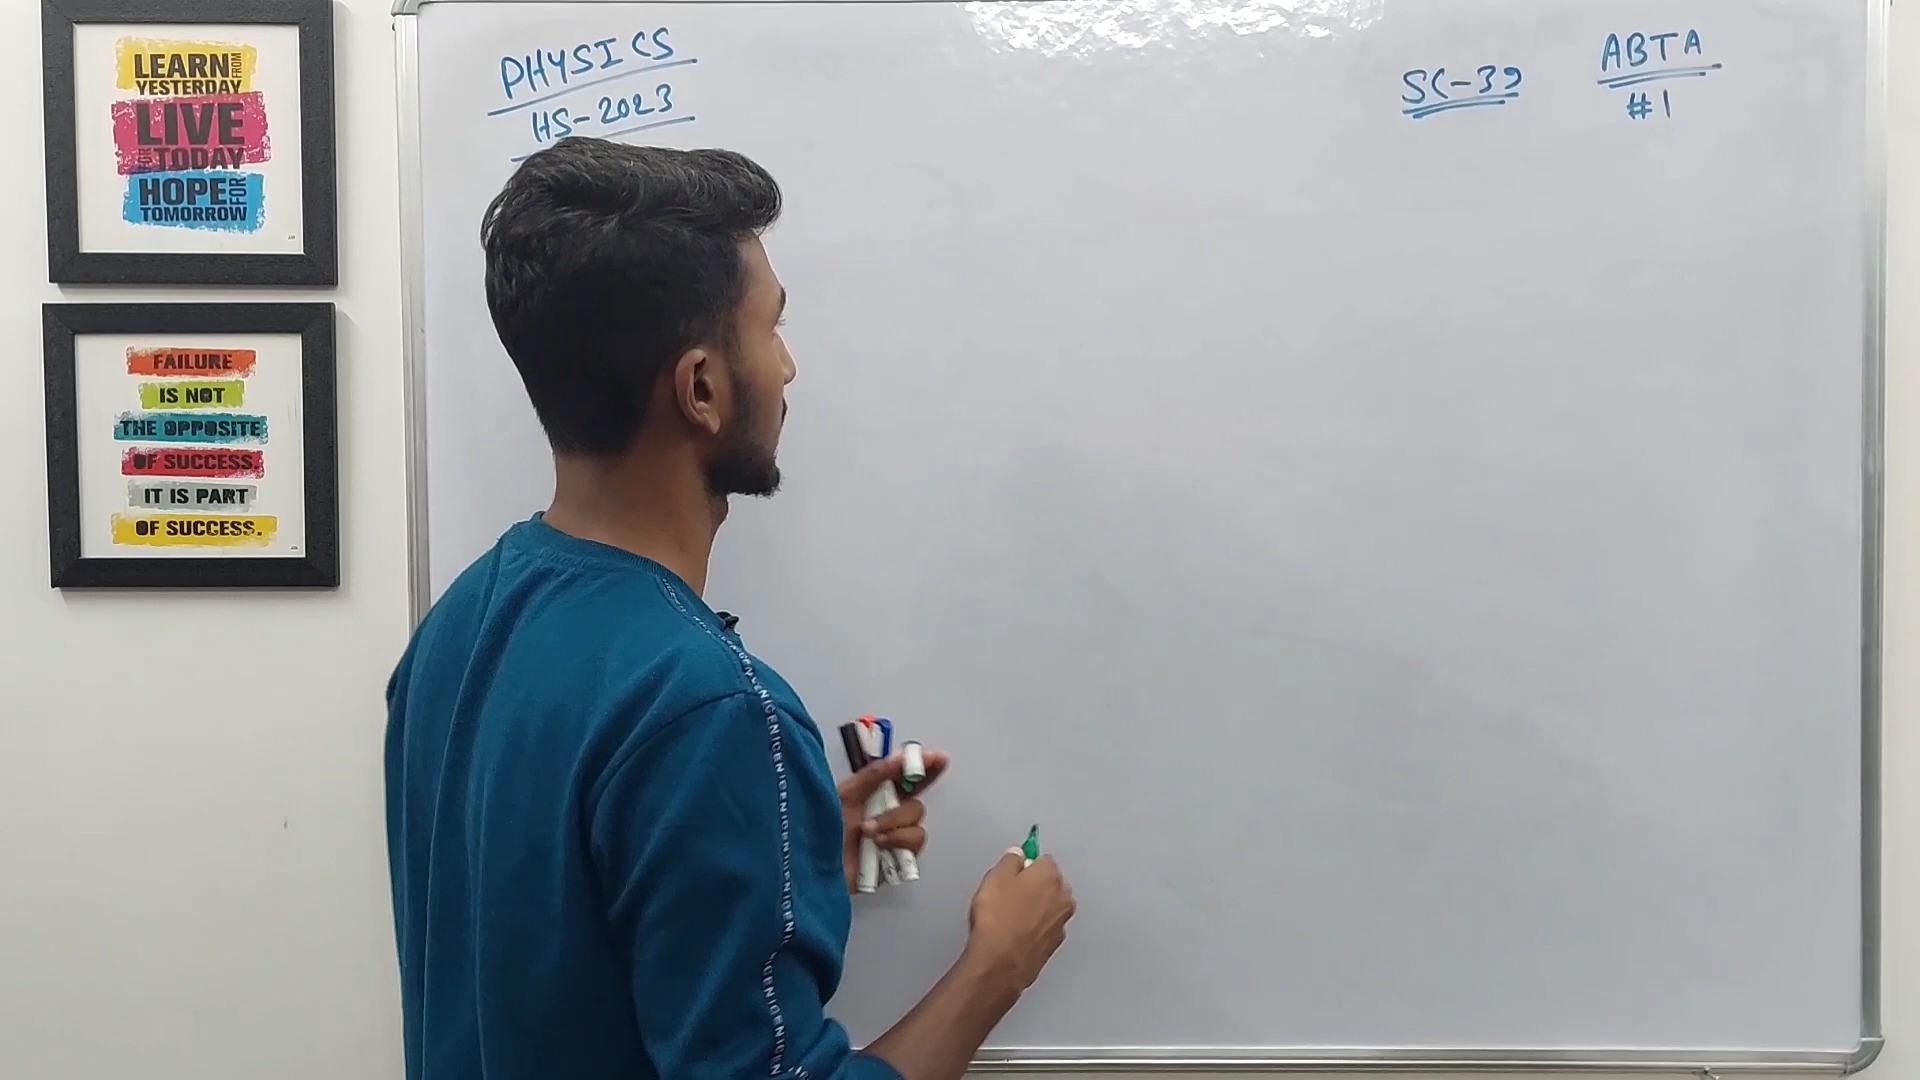 LEARN FROM
YESTERDAY
LIVE
FOR TODAY
HOPE FOR
TOMORROW
FAILURE
IS NOT
THE OPPOSITE
OF SUCCESS.
IT IS PART
OF SUCCESS.
PHYSICS
HS-2023
SC-39
ABTA
#1